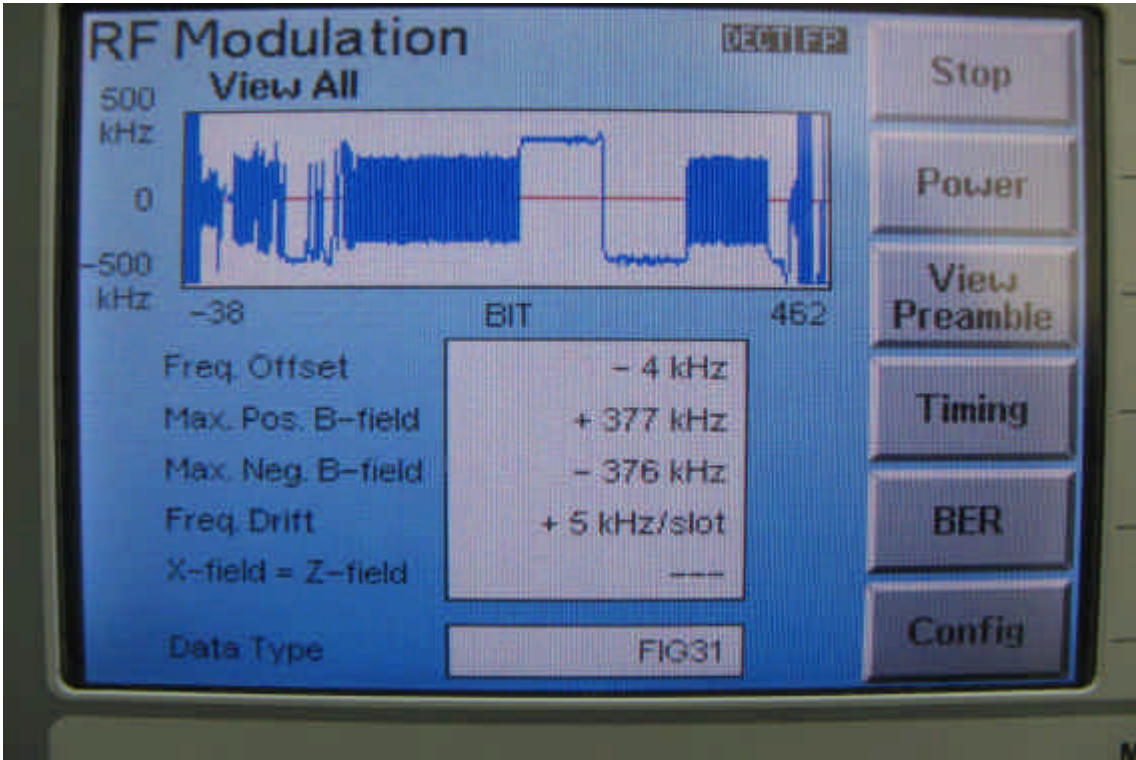 RF Modulation DECT FP
View All
500
kHz
0
-500
kHz
-38 BIT 462
Freq. Offset - 4 kHz
Max. Pos. B-field + 377 kHz
Max. Neg. B-field - 376 kHz
Freq. Drift + 5 kHz/slot
X-field = Z-field ---
Data Type FIG31
Stop
Power
View
Preamble
Timing
BER
Config